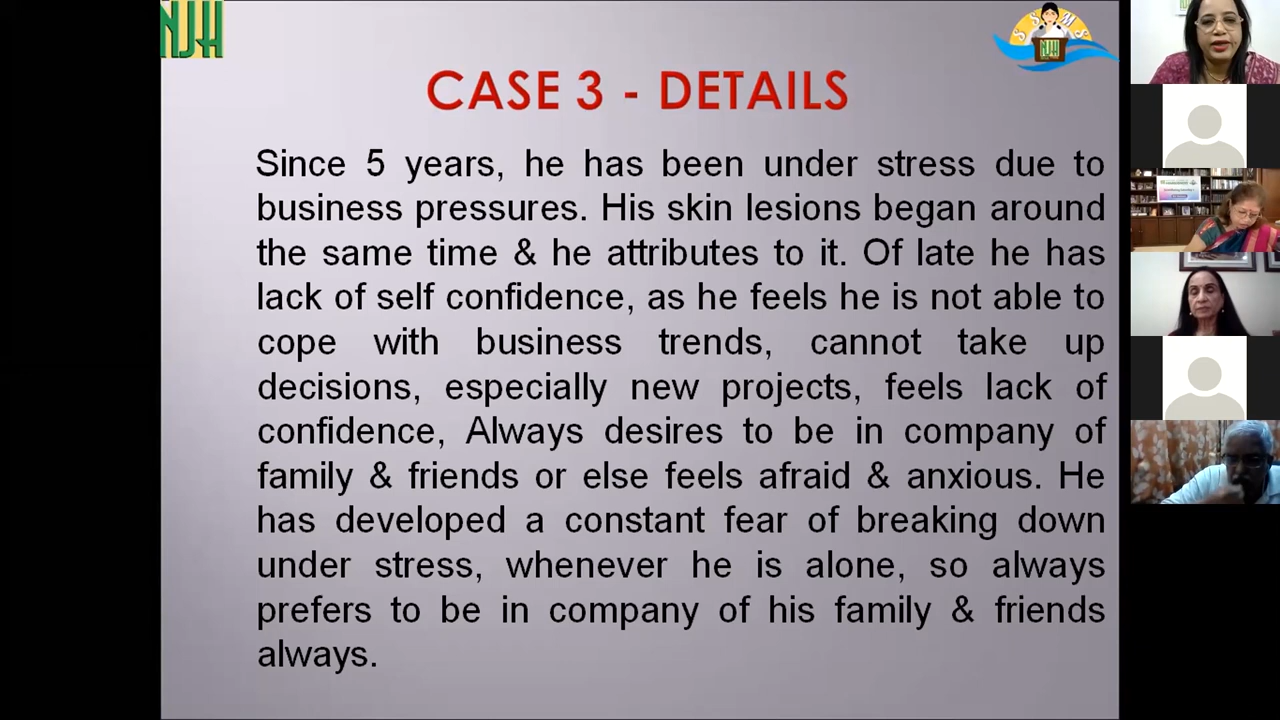 NJH
S S M S
NJH
CASE 3 - DETAILS
Since 5 years, he has been under stress due to
business pressures. His skin lesions began around
the same time & he attributes to it. Of late he has
lack of self confidence, as he feels he is not able to
cope with business trends, cannot take up
decisions, especially new projects, feels lack of
confidence, Always desires to be in company of
family & friends or else feels afraid & anxious. He
has developed a constant fear of breaking down
under stress, whenever he is alone, so always
prefers to be in company of his family & friends
always.